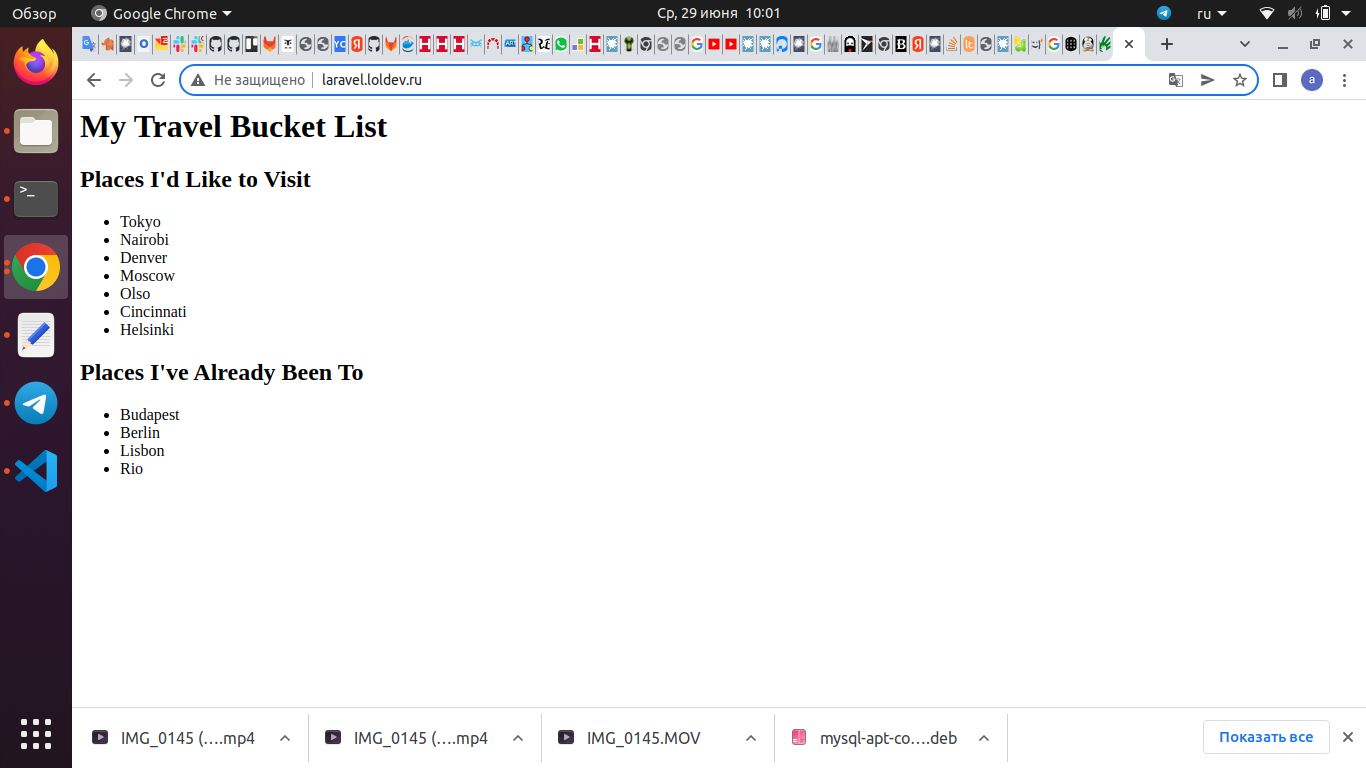 Обзор Google Chrome Ср, 29 июня 10:01 ru
Не защищено laravel.loldev.ru a
My Travel Bucket List
Places I'd Like to Visit
Tokyo
Nairobi
Denver
Moscow
Olso
Cincinnati
Helsinki
Places I've Already Been To
Budapest
Berlin
Lisbon
Rio
IMG_0145 (….mp4 IMG_0145 (….mp4 IMG_0145.MOV mysql-apt-co….deb Показать все